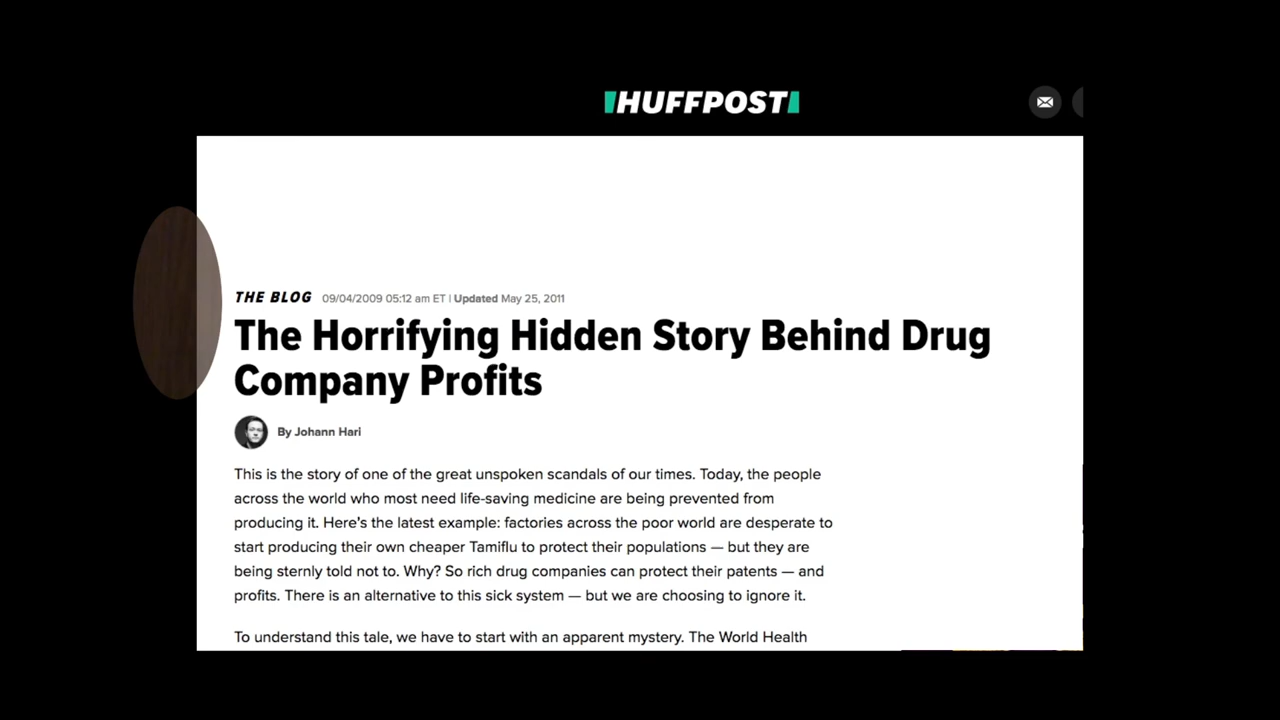 HUFFPOST
THE BLOG 09/04/2009 05:12 am ET | Updated May 25, 2011
The Horrifying Hidden Story Behind Drug
Company Profits
By Johann Hari
This is the story of one of the great unspoken scandals of our times. Today, the people
across the world who most need life-saving medicine are being prevented from
producing it. Here’s the latest example: factories across the poor world are desperate to
start producing their own cheaper Tamiflu to protect their populations — but they are
being sternly told not to. Why? So rich drug companies can protect their patents — and
profits. There is an alternative to this sick system — but we are choosing to ignore it.
To understand this tale, we have to start with an apparent mystery. The World Health